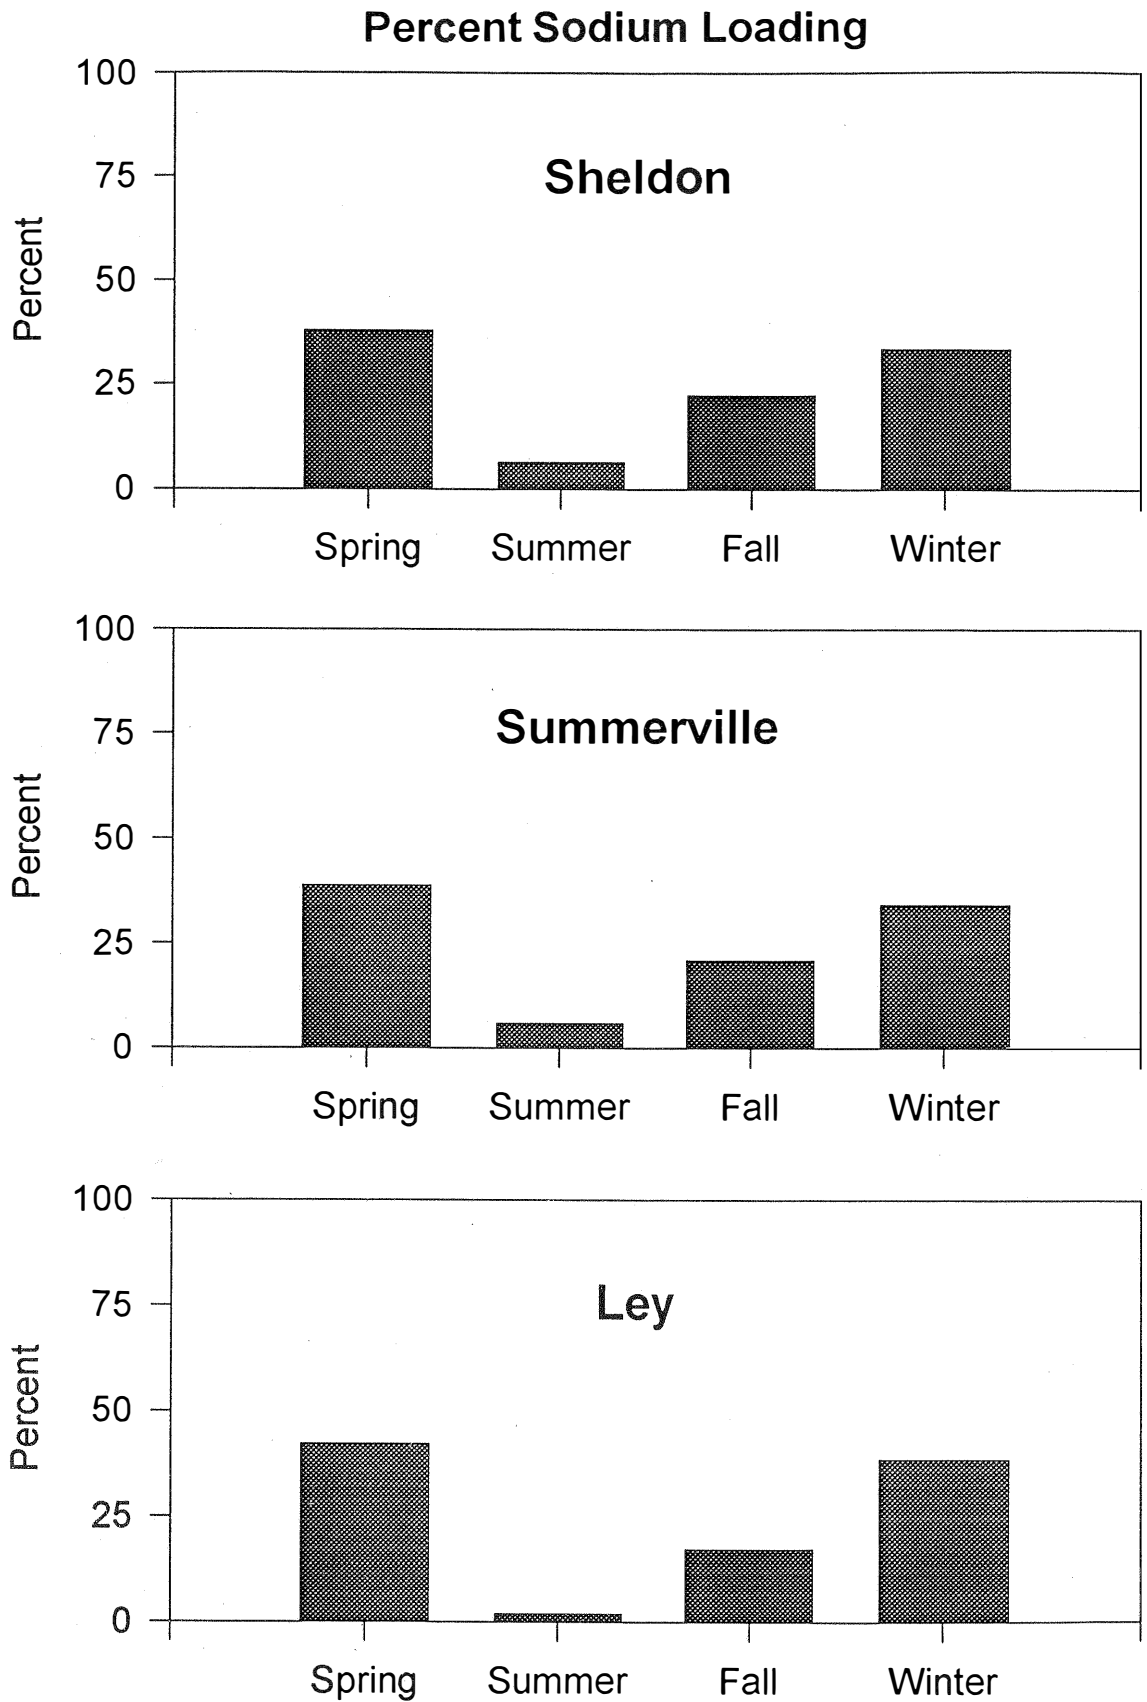 Percent Sodium Loading
100
Sheldon
75
Percent
50
25
0
Spring Summer Fall Winter
100
Summerville
75
Percent
50
25
0
Spring Summer Fall Winter
100
Ley
75
Percent
50
25
0
Spring Summer Fall Winter